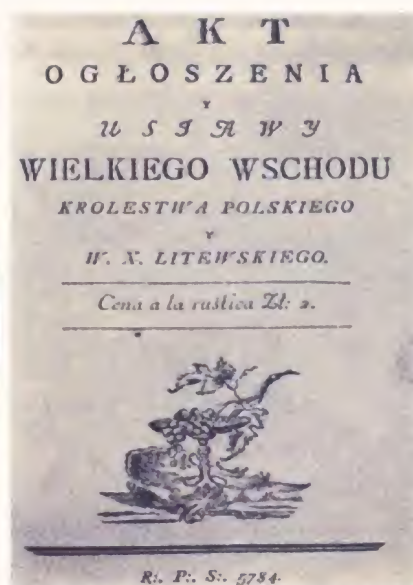 AKT
OGŁOSZENIA
Y
USTAWY
WIELKIEGO WSCHODU
KROLESTWA POLSKIEGO
Y
W. X. LITEWSKIEGO.
Cena a la rustica Zł: 2.
R:. P:. S:. 5784.